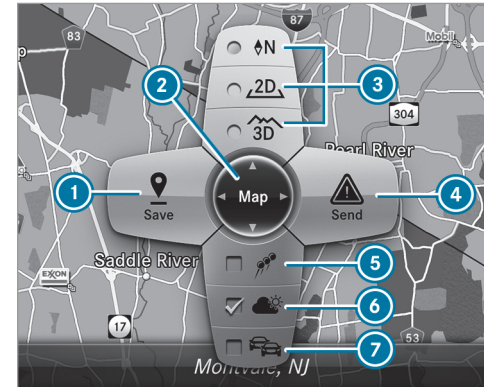 87
83
Mobil
N
2
2D
3
304
3D
Pearl River
1
Map
4
Save
Send
Saddle River
5
EXXON
6
17
53
7
Montvale, NJ